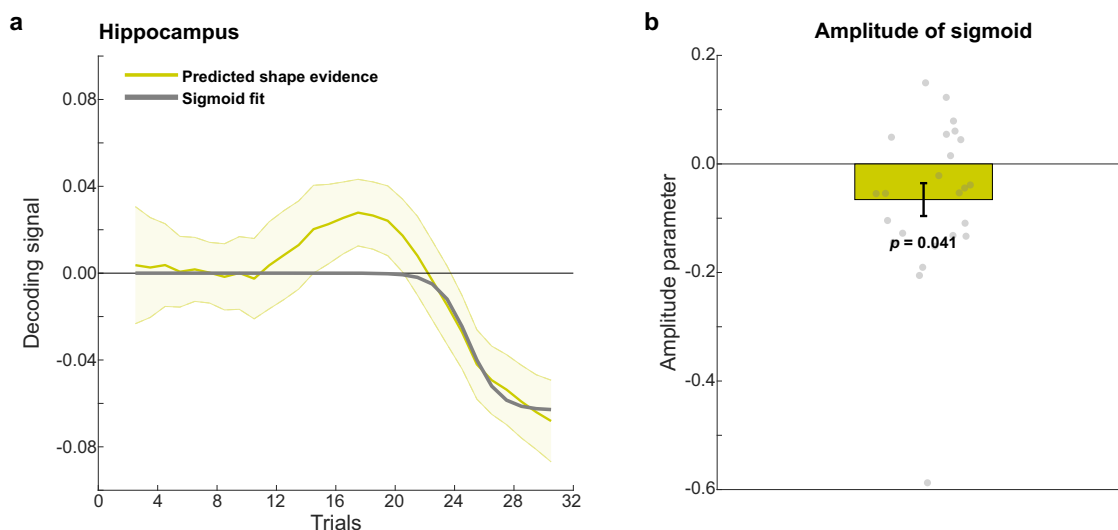 a
Hippocampus
Predicted shape evidence
Sigmoid fit
Decoding signal
0.08
0.04
0.00
-0.04
-0.08
0 4 8 12 16 20 24 28 32
Trials
b
Amplitude of sigmoid
Amplitude parameter
0.2
0.0
-0.2
-0.4
-0.6
p = 0.041